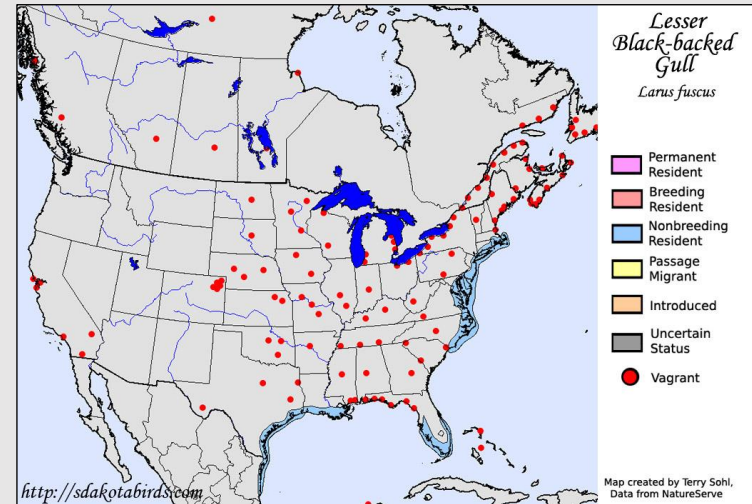 Lesser
Black-backed
Gull
Larus fuscus
Permanent
Resident
Breeding
Resident
Nonbreeding
Resident
Passage
Migrant
Introduced
Uncertain
Status
Vagrant
Map created by Terry Sohl,
Data from NatureServe
http://sdakotabirds.com